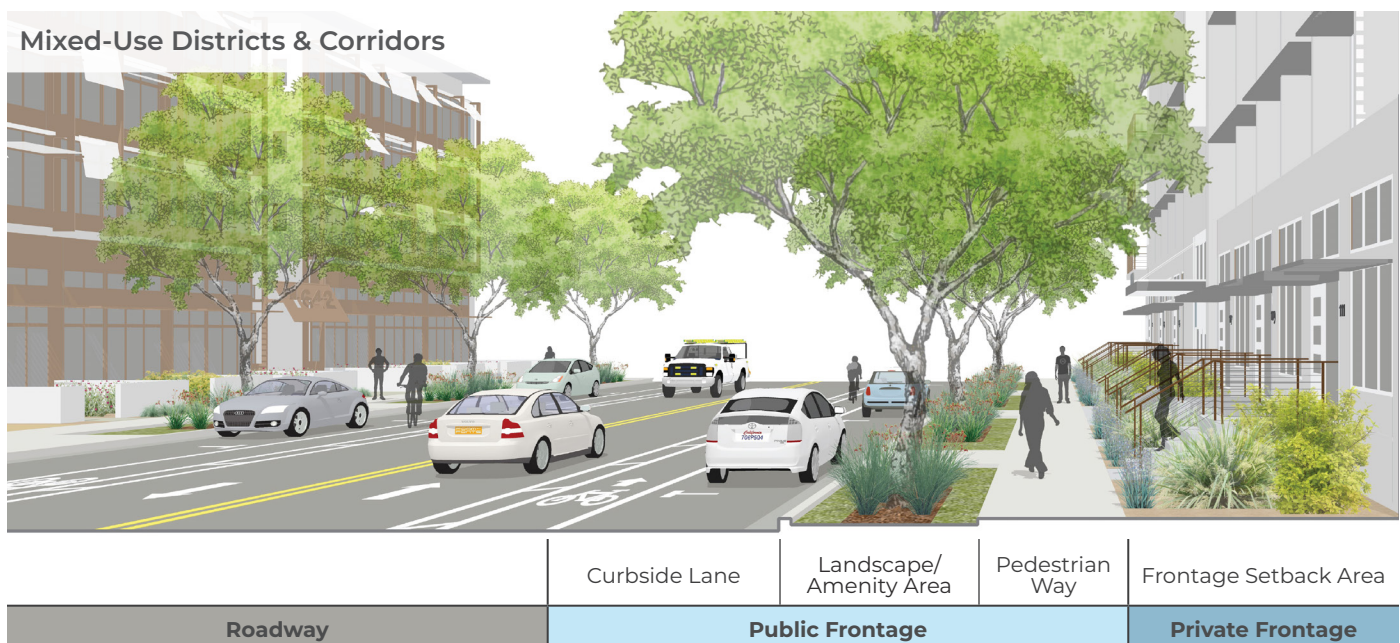 Mixed-Use Districts & Corridors
Curbside Lane
Landscape/
Amenity Area
Pedestrian
Way
Frontage Setback Area
Roadway
Public Frontage
Private Frontage